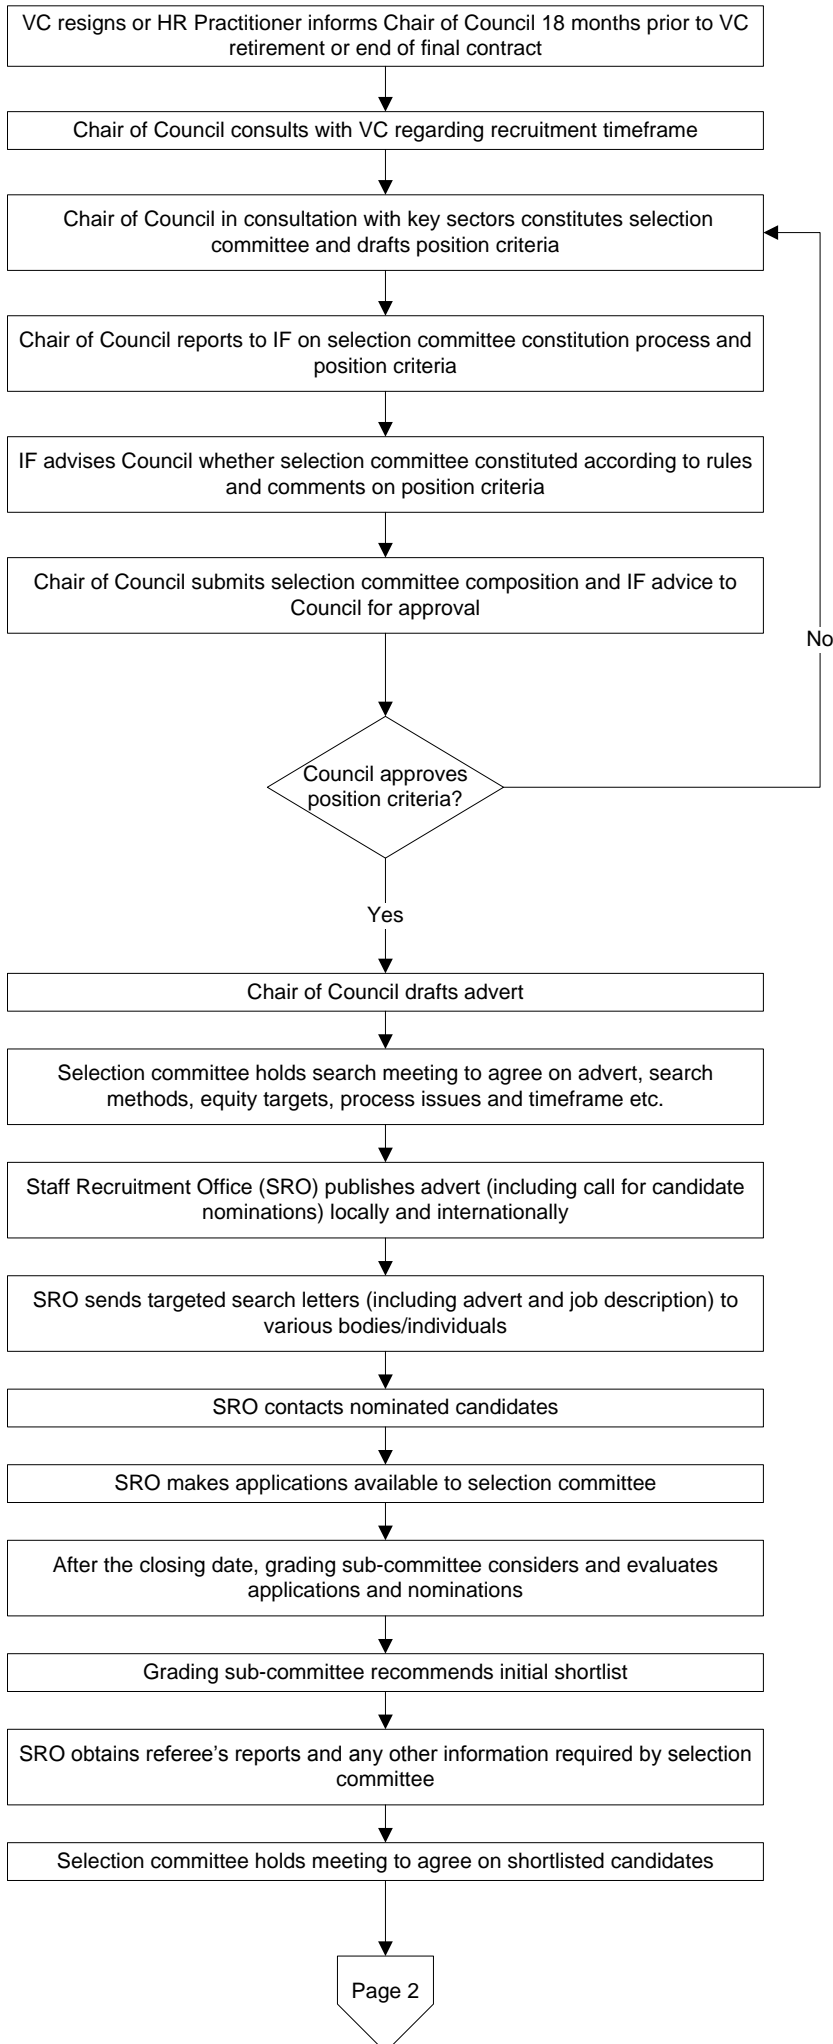 VC resigns or HR Practitioner informs Chair of Council 18 months prior to VC
retirement or end of final contract
Chair of Council consults with VC regarding recruitment timeframe
Chair of Council in consultation with key sectors constitutes selection
committee and drafts position criteria
Chair of Council reports to IF on selection committee constitution process and
position criteria
IF advises Council whether selection committee constituted according to rules
and comments on position criteria
Chair of Council submits selection committee composition and IF advice to
Council for approval
No
Council approves
position criteria?
Yes
Chair of Council drafts advert
Selection committee holds search meeting to agree on advert, search
methods, equity targets, process issues and timeframe etc.
Staff Recruitment Office (SRO) publishes advert (including call for candidate
nominations) locally and internationally
SRO sends targeted search letters (including advert and job description) to
various bodies/individuals
SRO contacts nominated candidates
SRO makes applications available to selection committee
After the closing date, grading sub-committee considers and evaluates
applications and nominations
Grading sub-committee recommends initial shortlist
SRO obtains referee’s reports and any other information required by selection
committee
Selection committee holds meeting to agree on shortlisted candidates
Page 2